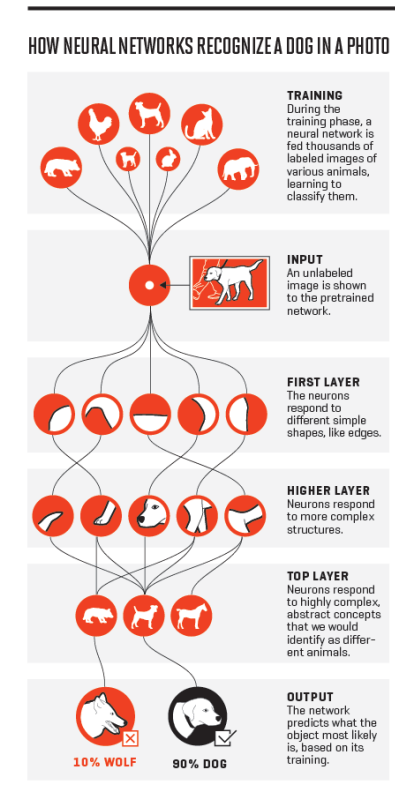 HOW NEURAL NETWORKS RECOGNIZE A DOG IN A PHOTO
TRAINING
During the
training phase, a
neural network is
fed thousands of
labeled images of
various animals,
learning to
classify them.
INPUT
An unlabeled
image is shown
to the pretrained
network.
FIRST LAYER
The neurons
respond to
different simple
shapes, like edges.
HIGHER LAYER
Neurons respond
to more complex
structures.
TOP LAYER
Neurons respond
to highly complex,
abstract concepts
that we would
identify as differ-
ent animals.
OUTPUT
The network
predicts what the
object most likely
is, based on its
training.
10% WOLF
90% DOG